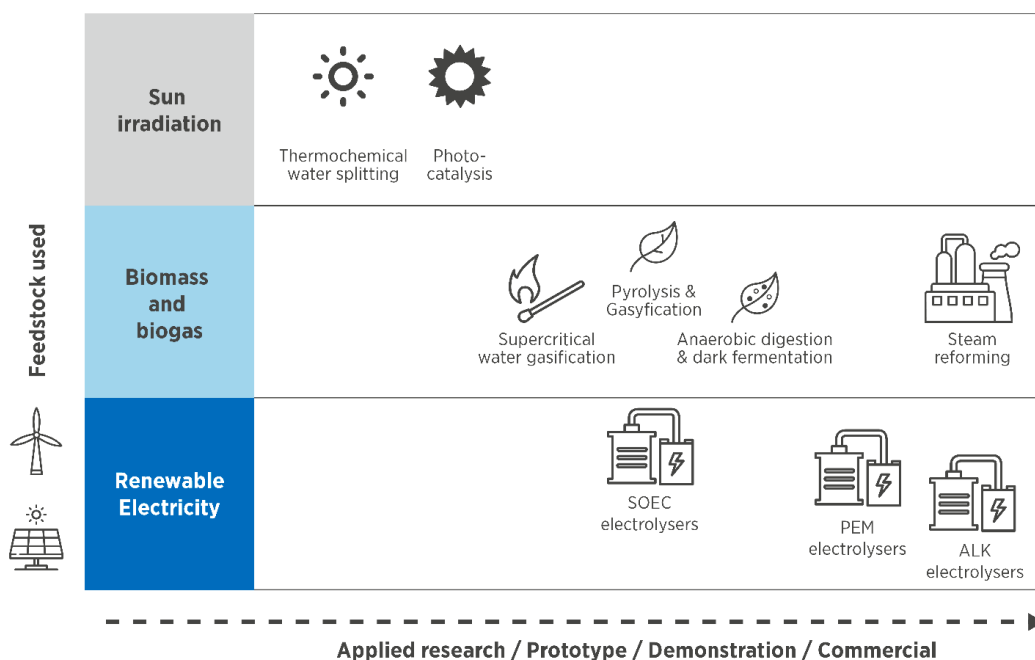 Feedstock used
Sun
irradiation
Thermochemical
water splitting
Photo-
catalysis
Biomass
and
biogas
Supercritical
water gasification
Pyrolysis &
Gasyfication
Anaerobic digestion
& dark fermentation
Steam
reforming
Renewable
Electricity
SOEC
electrolysers
PEM
electrolysers
ALK
electrolysers
Applied research / Prototype / Demonstration / Commercial